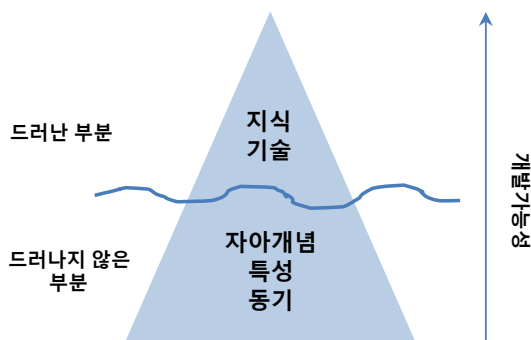 드러난 부분
지식
기술
드러나지 않은
부분
자아개념
특성
동기
개발가능성